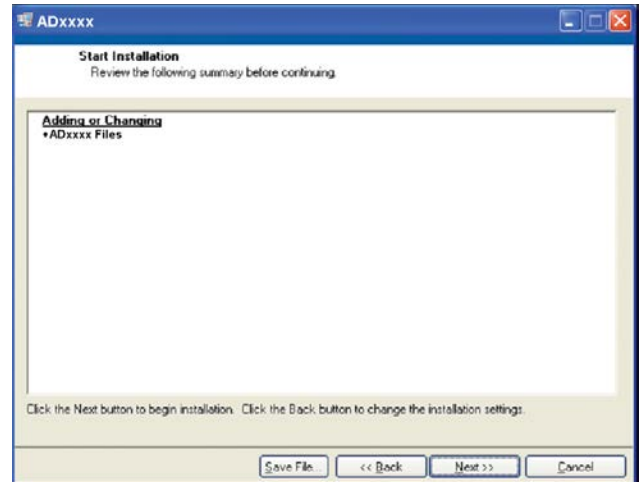 ADxxxx
Start Installation
Review the following summary before continuing.
Adding or Changing
•ADxxxx Files
Click the Next button to begin installation. Click the Back button to change the installation settings.
Save File... << Back Next >> Cancel